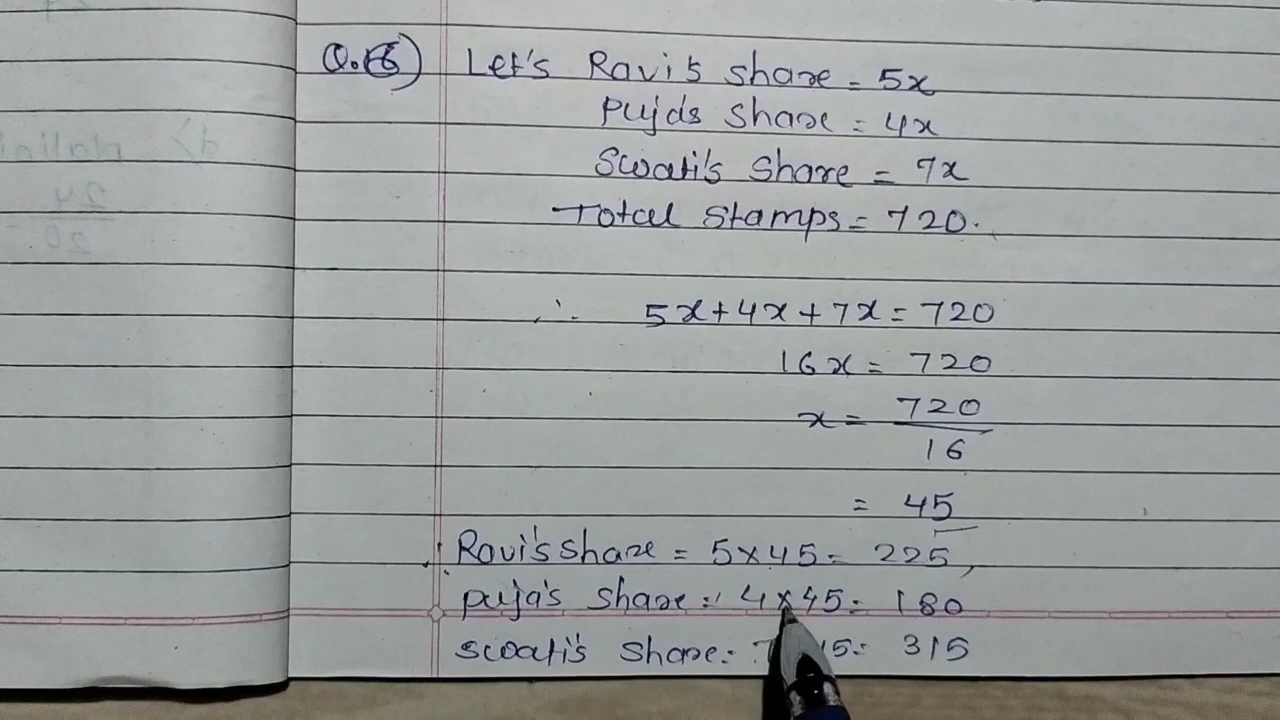 Q.6) Let's Ravi's share = 5x
Puja's share = 4x
Swati's share = 7x
Total stamps = 720.
∴ 5x + 4x + 7x = 720
16x = 720
x = 720
16
= 45
Ravi's share = 5 × 45 = 225,
Puja's share = 4 × 45 = 180
Swati's share = 315